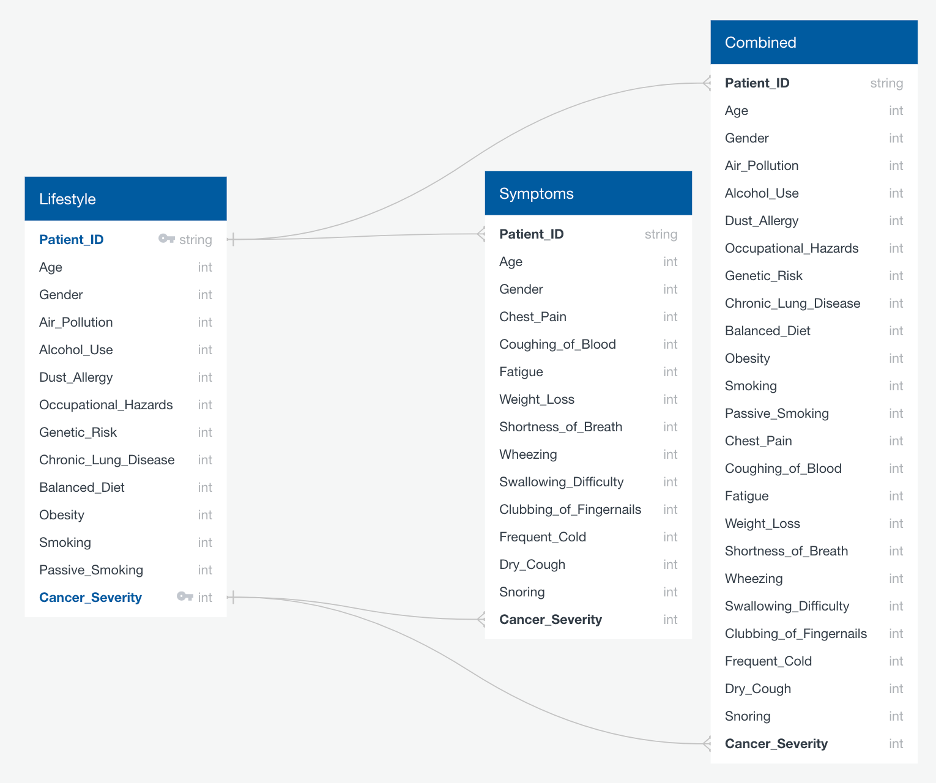 Lifestyle
Patient_ID string
Age int
Gender int
Air_Pollution int
Alcohol_Use int
Dust_Allergy int
Occupational_Hazards int
Genetic_Risk int
Chronic_Lung_Disease int
Balanced_Diet int
Obesity int
Smoking int
Passive_Smoking int
Cancer_Severity int
Symptoms
Patient_ID string
Age int
Gender int
Chest_Pain int
Coughing_of_Blood int
Fatigue int
Weight_Loss int
Shortness_of_Breath int
Wheezing int
Swallowing_Difficulty int
Clubbing_of_Fingernails int
Frequent_Cold int
Dry_Cough int
Snoring int
Cancer_Severity int
Combined
Patient_ID string
Age int
Gender int
Air_Pollution int
Alcohol_Use int
Dust_Allergy int
Occupational_Hazards int
Genetic_Risk int
Chronic_Lung_Disease int
Balanced_Diet int
Obesity int
Smoking int
Passive_Smoking int
Chest_Pain int
Coughing_of_Blood int
Fatigue int
Weight_Loss int
Shortness_of_Breath int
Wheezing int
Swallowing_Difficulty int
Clubbing_of_Fingernails int
Frequent_Cold int
Dry_Cough int
Snoring int
Cancer_Severity int